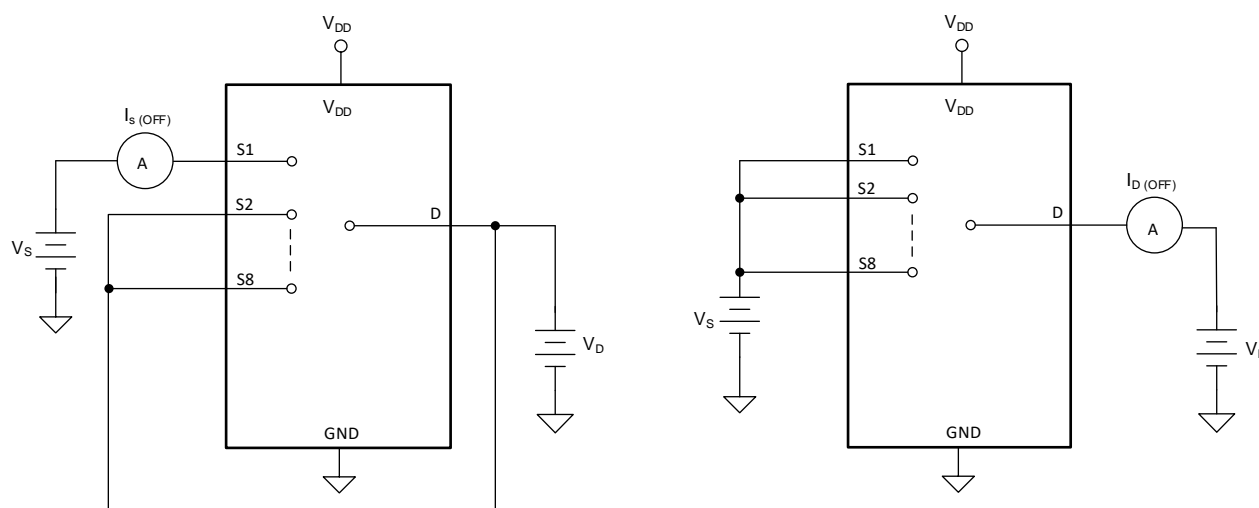 V_DD
V_DD
I_s (OFF)
A
S1
S2
S8
D
V_S
V_D
GND
V_DD
V_DD
I_D (OFF)
A
S1
S2
S8
D
V_S
GND